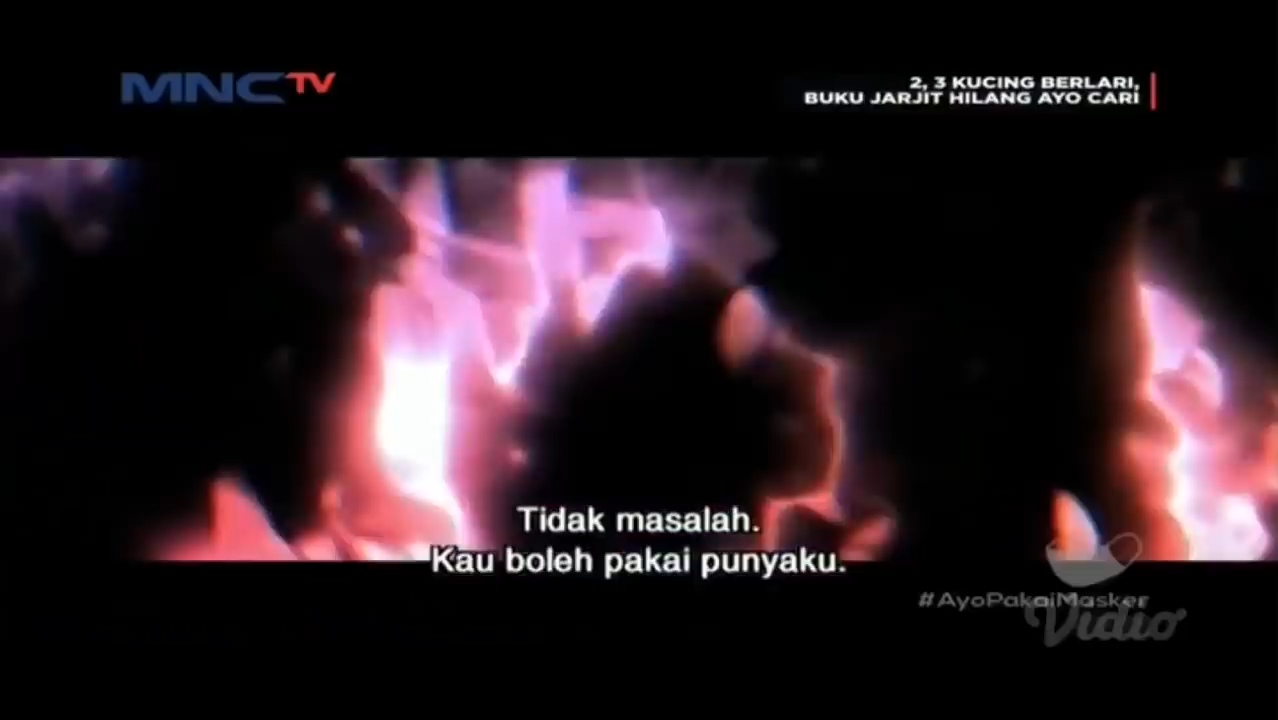 MNCTV
2, 3 KUCING BERLARI,
BUKU JARJIT HILANG AYO CARI
Tidak masalah.
Kau boleh pakai punyaku.
#AyoPakaiMasker
Vidio